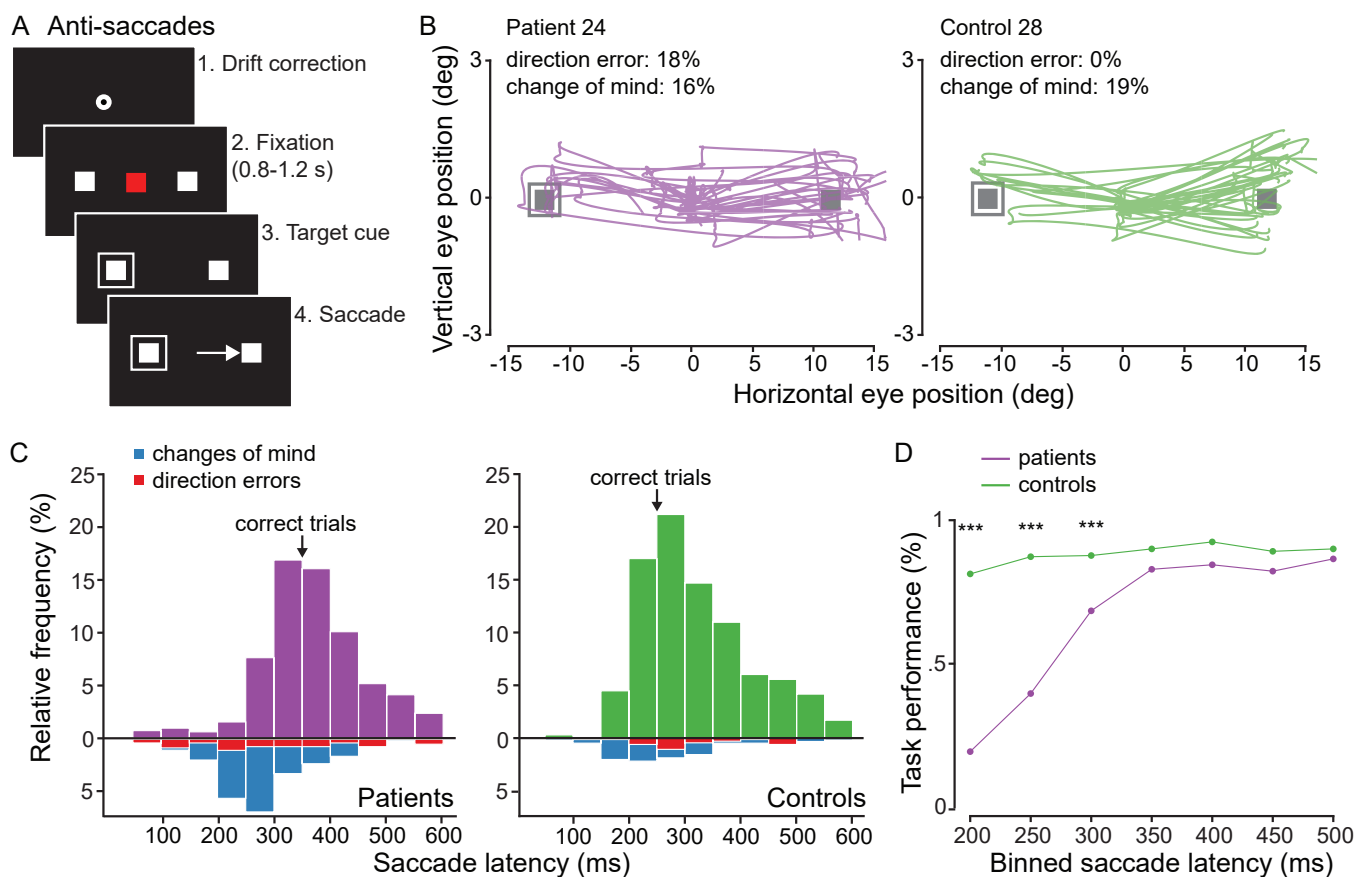 A Anti-saccades
1. Drift correction
2. Fixation
(0.8-1.2 s)
3. Target cue
4. Saccade
B
Patient 24
direction error: 18%
change of mind: 16%
Control 28
direction error: 0%
change of mind: 19%
Vertical eye position (deg)
3
0
-3
-15 -10 -5 0 5 10 15
3
0
-3
-15 -10 -5 0 5 10 15
Horizontal eye position (deg)
C
changes of mind
direction errors
Relative frequency (%)
25
20
15
10
5
0
5
correct trials
Patients
100 200 300 400 500 600
25
20
15
10
5
0
5
correct trials
Controls
100 200 300 400 500 600
Saccade latency (ms)
D
patients
controls
Task performance (%)
1
.5
0
*** *** ***
200 250 300 350 400 450 500
Binned saccade latency (ms)